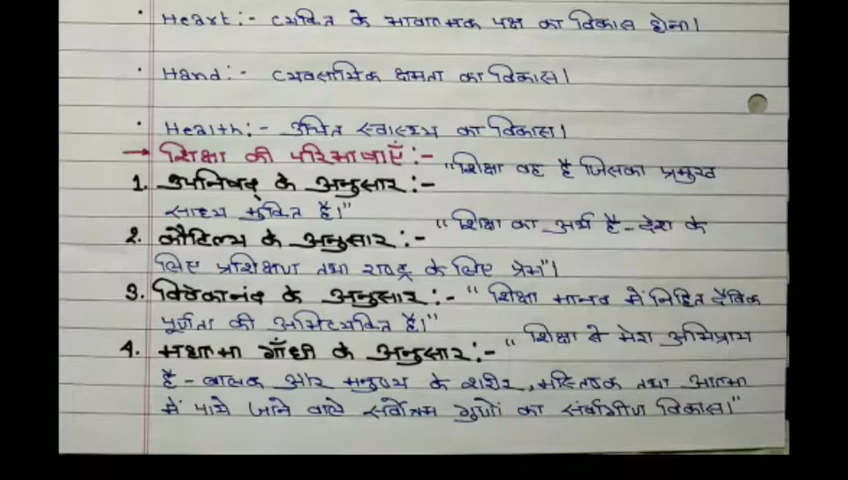 · Heart:- व्यक्ति के भावात्मक पक्ष का विकास होना।
· Hand:- व्यवसायिक क्षमता का विकास।
· Health:- उचित स्वास्थ्य का विकास।
→ शिक्षा की परिभाषाएँ:-
1. उपनिषद् के अनुसार:- "शिक्षा वह है जिसका प्रमुख
साध्य मुक्ति है।"
2. कौटिल्य के अनुसार:- "शिक्षा का अर्थ है - देश के
लिए प्रशिक्षण तथा राष्ट्र के लिए प्रेम"।
3. विवेकानंद के अनुसार:- "शिक्षा मानव में निहित दैविक
पूर्णता की अभिव्यक्ति है।"
4. महात्मा गाँधी के अनुसार:- "शिक्षा से मेरा अभिप्राय
है - बालक और मनुष्य के शरीर, मस्तिष्क तथा आत्मा
में पाये जाने वाले सर्वोत्तम गुणों का सर्वांगीण विकास।"